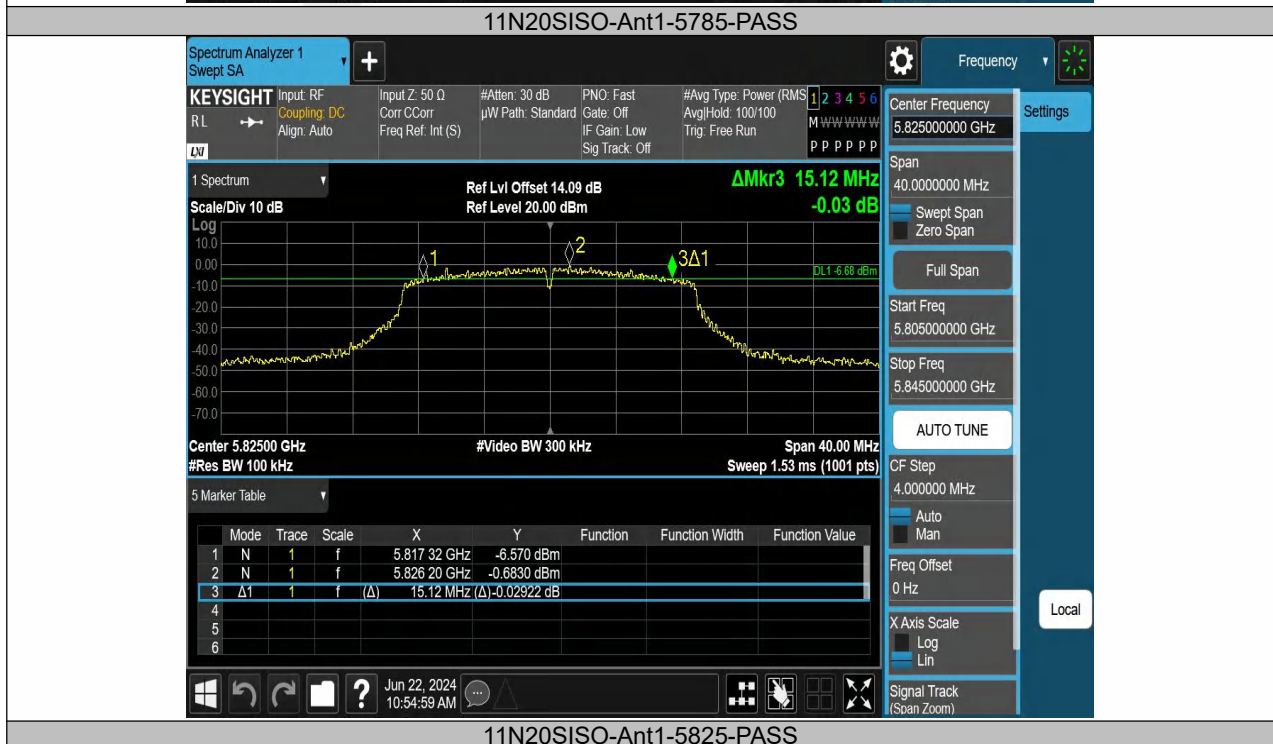 11N20SISO-Ant1-5785-PASS
Spectrum Analyzer 1
Swept SA
+
Frequency
KEYSIGHT
RL
LXI
Input: RF
Coupling: DC
Align: Auto
Input Z: 50 Ω
Corr CCorr
Freq Ref: Int (S)
#Atten: 30 dB
µW Path: Standard
PNO: Fast
Gate: Off
IF Gain: Low
Sig Track: Off
#Avg Type: Power (RMS
Avg|Hold: 100/100
Trig: Free Run
1 2 3 4 5 6
M W W W W W
P P P P P P
1 Spectrum
Scale/Div 10 dB
Ref Lvl Offset 14.09 dB
Ref Level 20.00 dBm
ΔMkr3 15.12 MHz
-0.03 dB
Log
10.0
0.00
-10.0
-20.0
-30.0
-40.0
-50.0
-60.0
-70.0
1
2
3Δ1
DL1 -6.68 dBm
Center 5.82500 GHz
#Video BW 300 kHz
Span 40.00 MHz
#Res BW 100 kHz
Sweep 1.53 ms (1001 pts)
5 Marker Table
Mode Trace Scale X Y Function Function Width Function Value
1 N 1 f 5.817 32 GHz -6.570 dBm
2 N 1 f 5.826 20 GHz -0.6830 dBm
3 Δ1 1 f (Δ) 15.12 MHz (Δ) -0.02922 dB
4
5
6
?
Jun 22, 2024
10:54:59 AM
Center Frequency
5.825000000 GHz
Settings
Span
40.0000000 MHz
Swept Span
Zero Span
Full Span
Start Freq
5.805000000 GHz
Stop Freq
5.845000000 GHz
AUTO TUNE
CF Step
4.000000 MHz
Auto
Man
Freq Offset
0 Hz
Local
X Axis Scale
Log
Lin
Signal Track
(Span Zoom)
11N20SISO-Ant1-5825-PASS